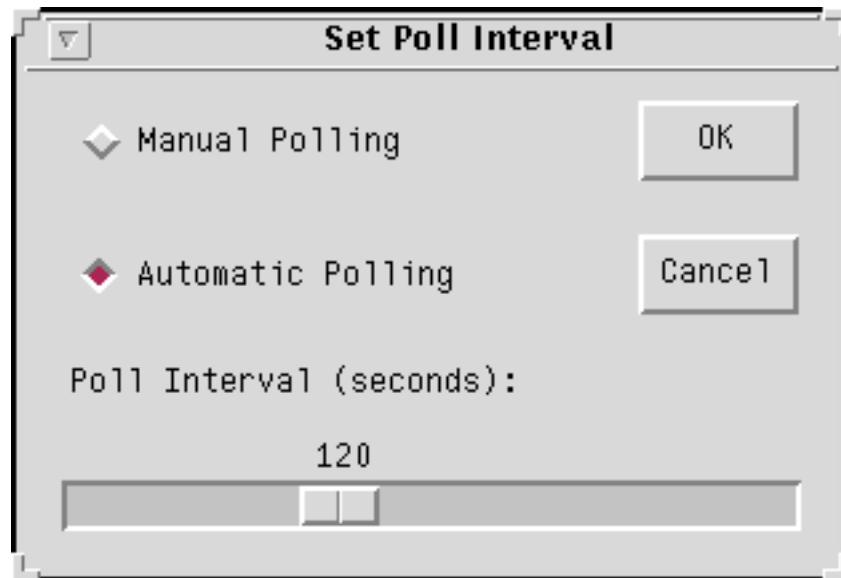 Set Poll Interval
Manual Polling
OK
Automatic Polling
Cancel
Poll Interval (seconds):
120